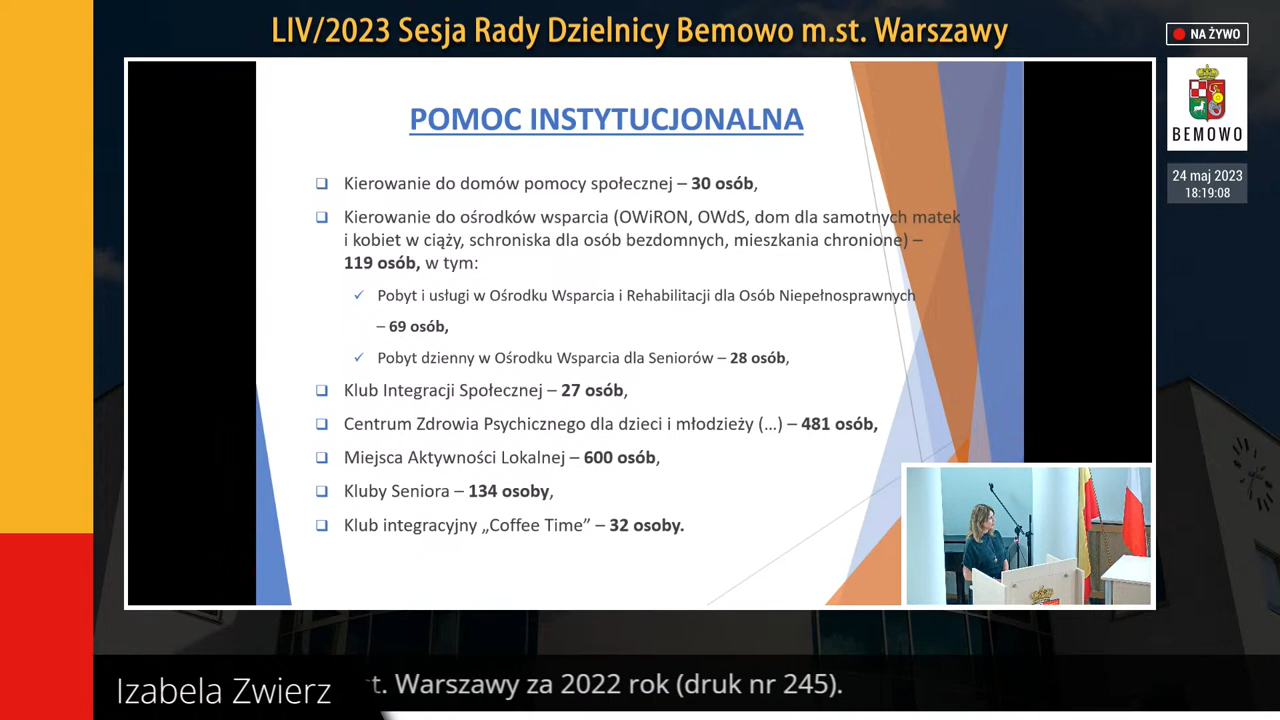 LIV/2023 Sesja Rady Dzielnicy Bemowo m.st. Warszawy
NA ŻYWO
BEMOWO
24 maj 2023
18:19:08
POMOC INSTYTUCJONALNA
Kierowanie do domów pomocy społecznej – 30 osób,
Kierowanie do ośrodków wsparcia (OWiRON, OWdS, dom dla samotnych matek
i kobiet w ciąży, schroniska dla osób bezdomnych, mieszkania chronione) –
119 osób, w tym:
Pobyt i usługi w Ośrodku Wsparcia i Rehabilitacji dla Osób Niepełnosprawnych
– 69 osób,
Pobyt dzienny w Ośrodku Wsparcia dla Seniorów – 28 osób,
Klub Integracji Społecznej – 27 osób,
Centrum Zdrowia Psychicznego dla dzieci i młodzieży (...) – 481 osób,
Miejsca Aktywności Lokalnej – 600 osób,
Kluby Seniora – 134 osoby,
Klub integracyjny „Coffee Time” – 32 osoby.
Izabela Zwierz
t. Warszawy za 2022 rok (druk nr 245).